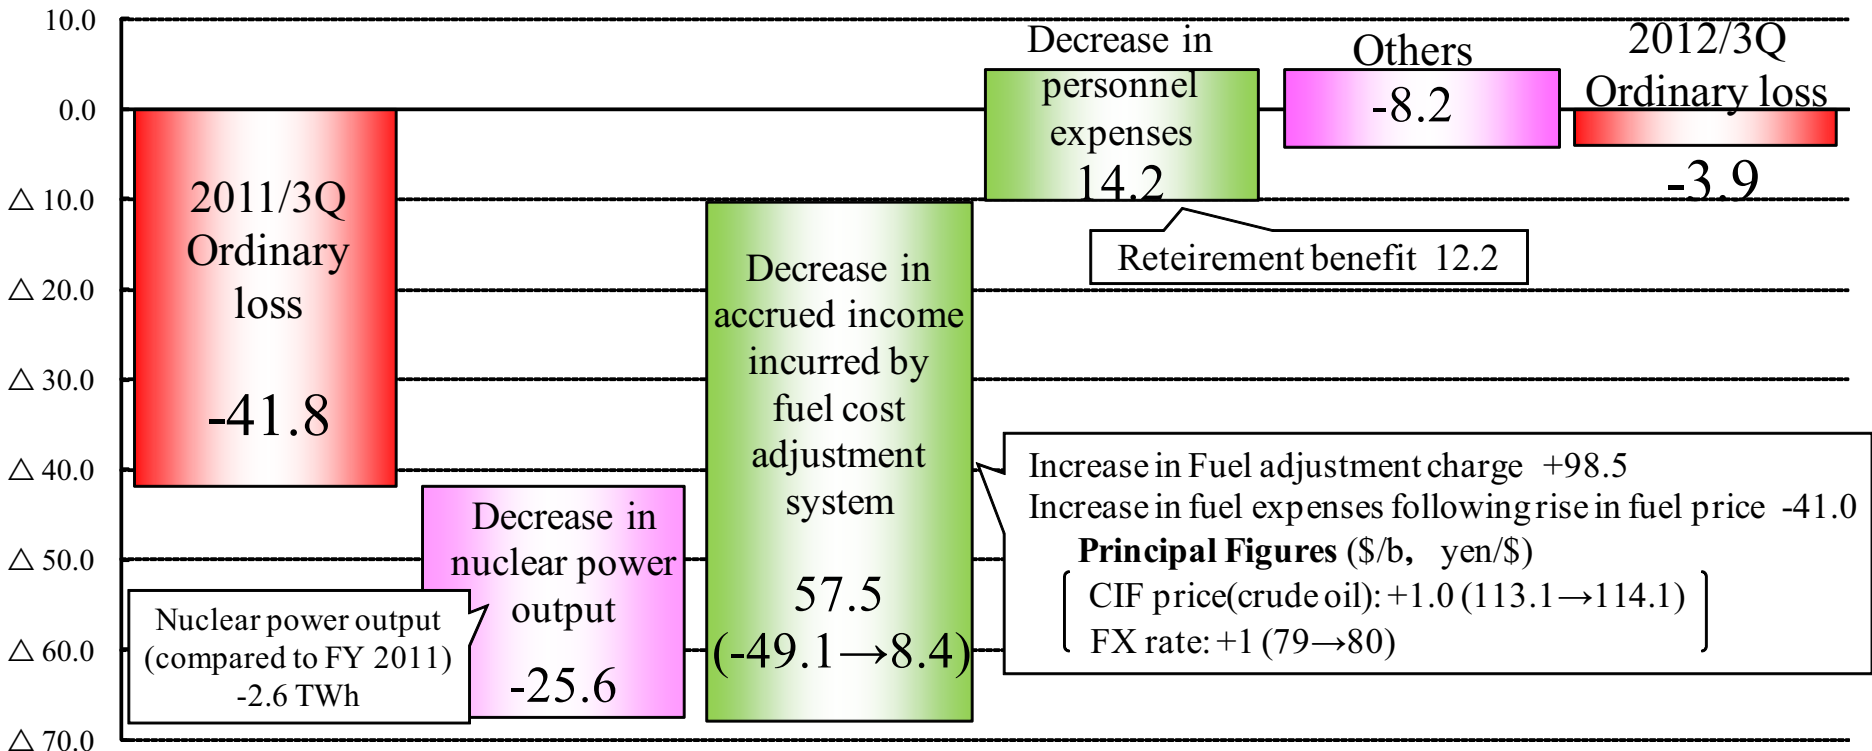 10.0
0.0
△ 10.0
△ 20.0
△ 30.0
△ 40.0
△ 50.0
△ 60.0
△ 70.0
2011/3Q
Ordinary
loss
-41.8
Nuclear power output
(compared to FY 2011)
-2.6 TWh
Decrease in
nuclear power
output
-25.6
Decrease in
accrued income
incurred by
fuel cost
adjustment
system
57.5
(-49.1→8.4)
Decrease in
personnel
expenses
14.2
Reteirement benefit 12.2
Others
-8.2
2012/3Q
Ordinary loss
-3.9
Increase in Fuel adjustment charge +98.5
Increase in fuel expenses following rise in fuel price -41.0
Principal Figures ($/b, yen/$)
CIF price(crude oil): +1.0 (113.1→114.1)
FX rate: +1 (79→80)